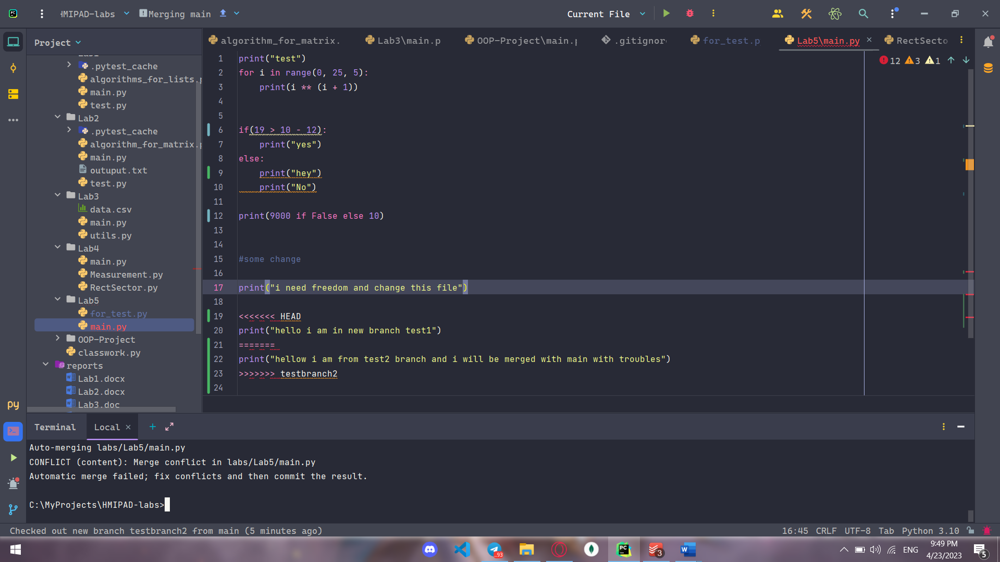 HMIPAD-labs
Merging main
Current File
Project
algorithm_for_matrix.
Lab3\main.p
OOP-Project\main.p
.gitignor
for_test.p
Lab5\main.py
RectSecto
.pytest_cache
algorithms_for_lists.p
main.py
test.py
Lab2
.pytest_cache
algorithm_for_matrix.p
main.py
outuput.txt
test.py
Lab3
data.csv
main.py
utils.py
Lab4
main.py
Measurement.py
RectSector.py
Lab5
for_test.py
main.py
OOP-Project
classwork.py
reports
Lab1.docx
Lab2.docx
Lab3.doc
12 3 1
1 print("test")
2 for i in range(0, 25, 5):
3 print(i ** (i + 1))
4
5
6 if(19 > 10 - 12):
7 print("yes")
8 else:
9 print("hey")
10 print("No")
11
12 print(9000 if False else 10)
13
14
15 #some change
16
17 print("i need freedom and change this file")
18
19 <<<<<<< HEAD
20 print("hello i am in new branch test1")
21 =======
22 print("hellow i am from test2 branch and i will be merged with main with troubles")
23 >>>>>>> testbranch2
24
Terminal
Local
Auto-merging labs/Lab5/main.py
CONFLICT (content): Merge conflict in labs/Lab5/main.py
Automatic merge failed; fix conflicts and then commit the result.
C:\MyProjects\HMIPAD-labs>
Checked out new branch testbranch2 from main (5 minutes ago)
16:45 CRLF UTF-8 Tab Python 3.10
..93
PC
3
ENG
9:49 PM
4/23/2023
5